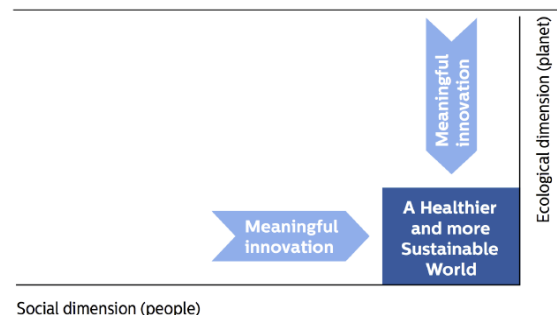 Meaningful
innovation
Ecological dimension (planet)
Meaningful
innovation
A Healthier
and more
Sustainable
World
Social dimension (people)